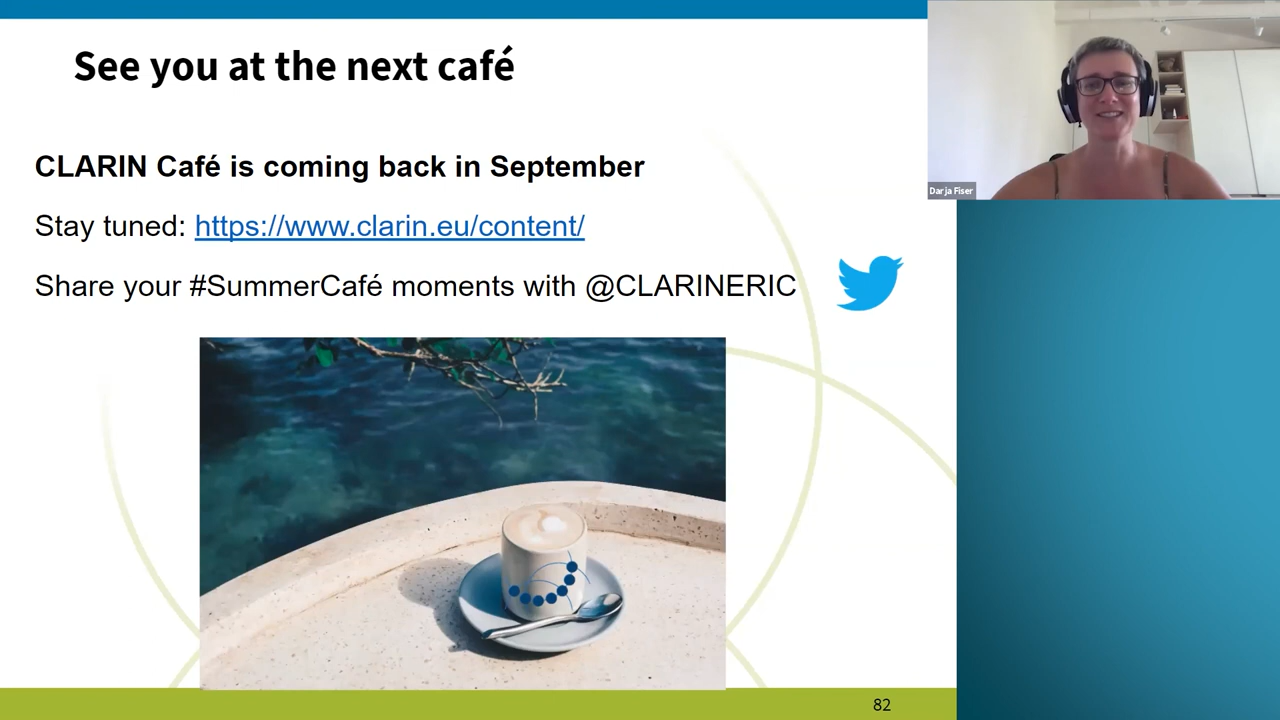 See you at the next café
CLARIN Café is coming back in September
Stay tuned: https://www.clarin.eu/content/
Share your #SummerCafé moments with @CLARINERIC
Darja Fiser
82